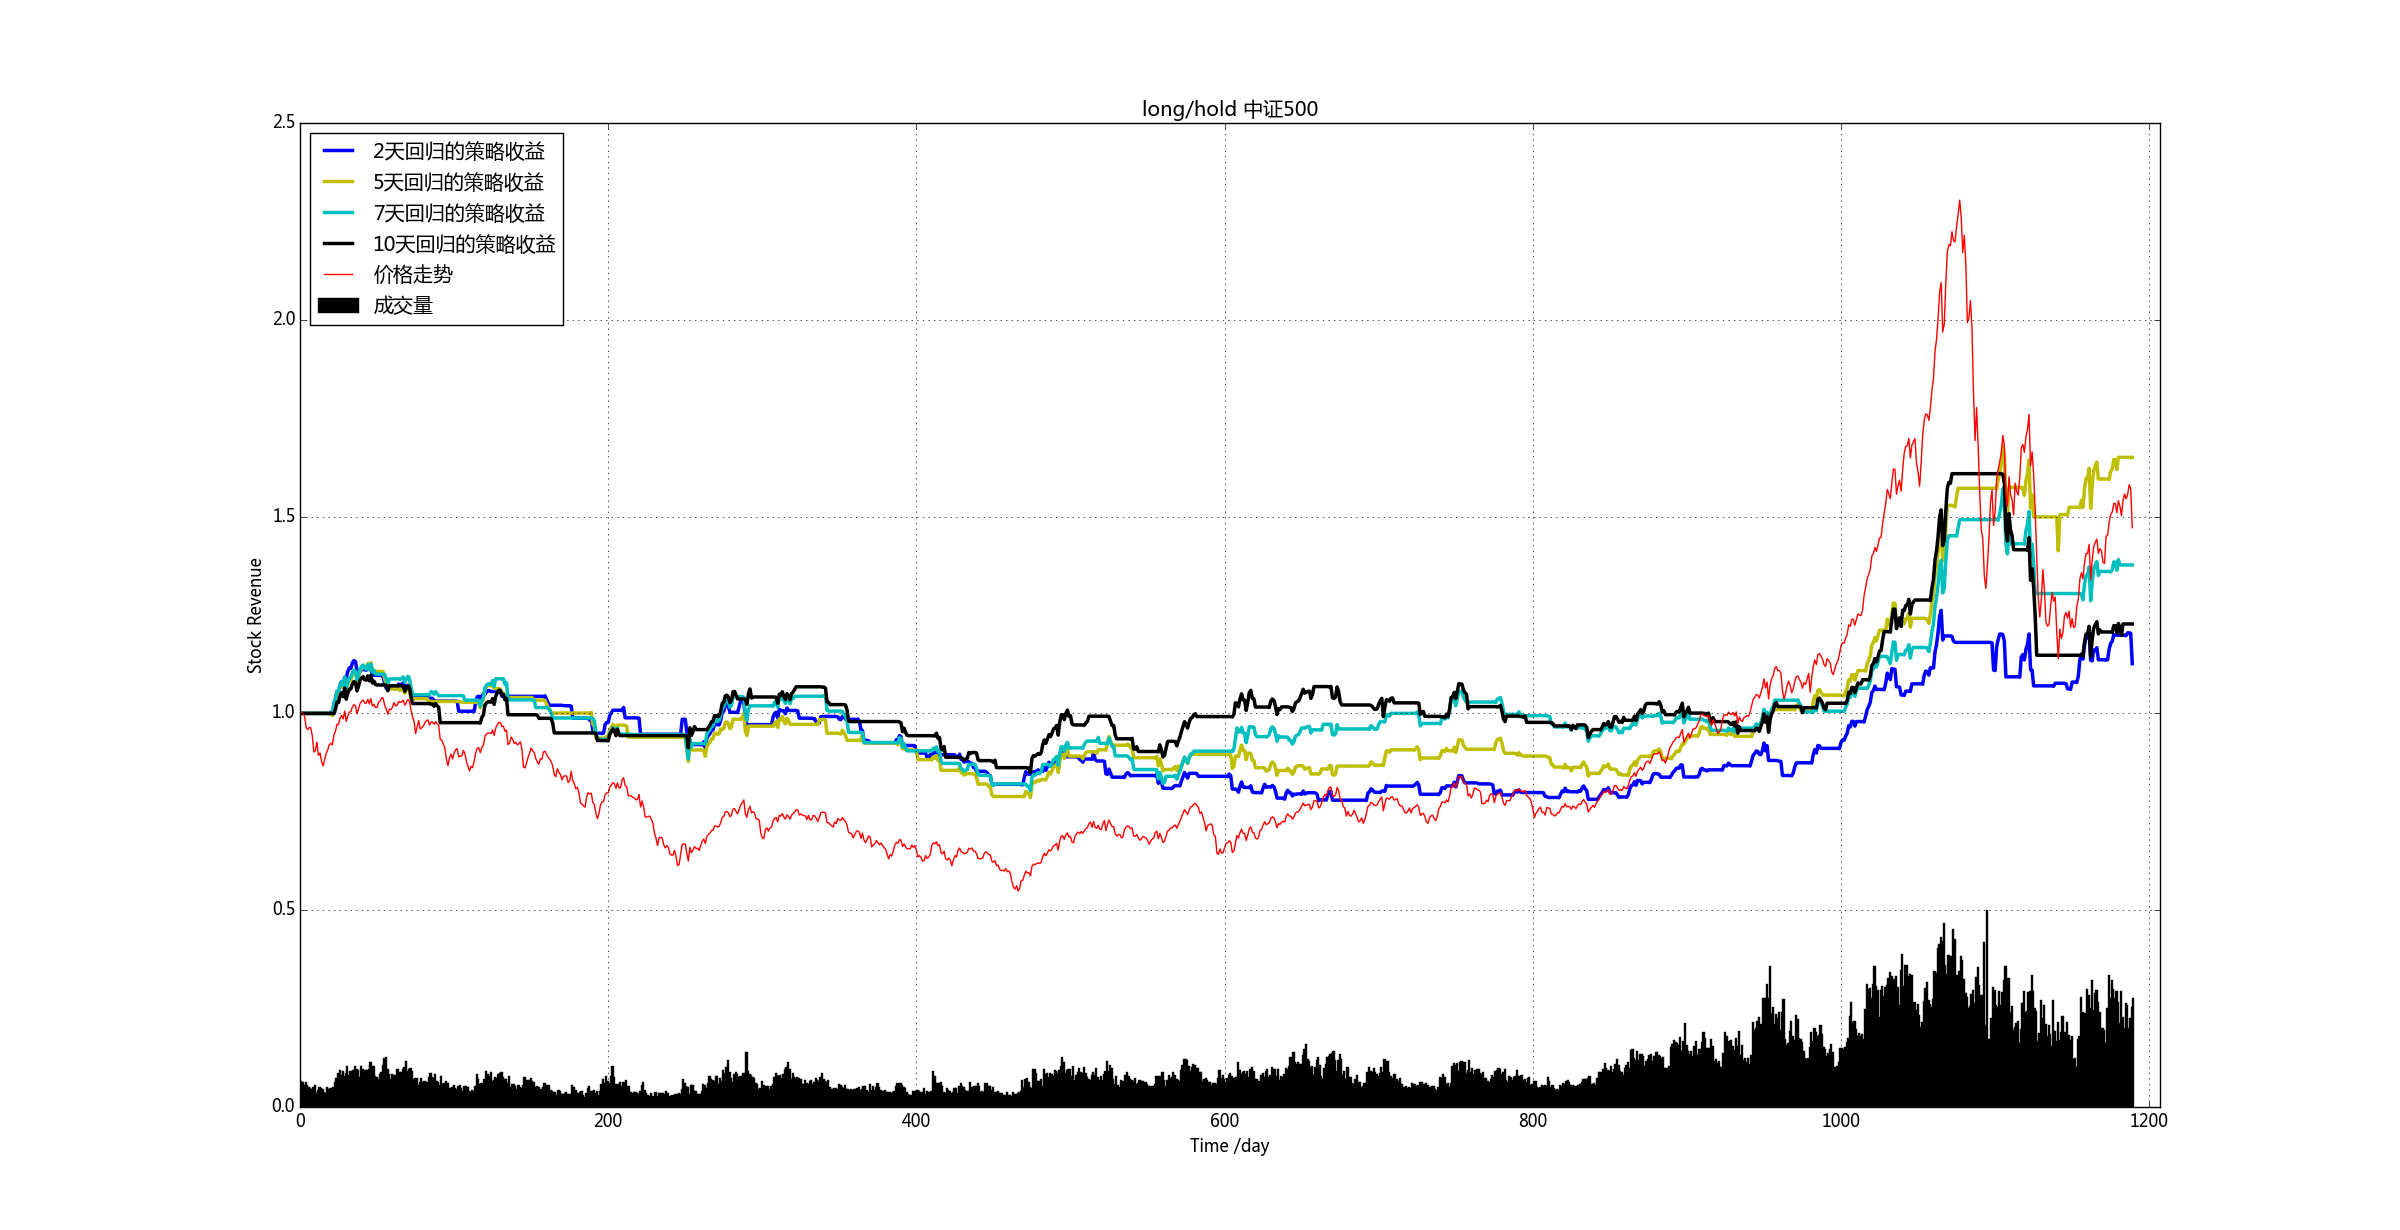 long/hold 中证500
2.5
2.0
1.5
1.0
0.5
0.0
Stock Revenue
2天回归的策略收益
5天回归的策略收益
7天回归的策略收益
10天回归的策略收益
价格走势
成交量
0 200 400 600 800 1000 1200
Time /day